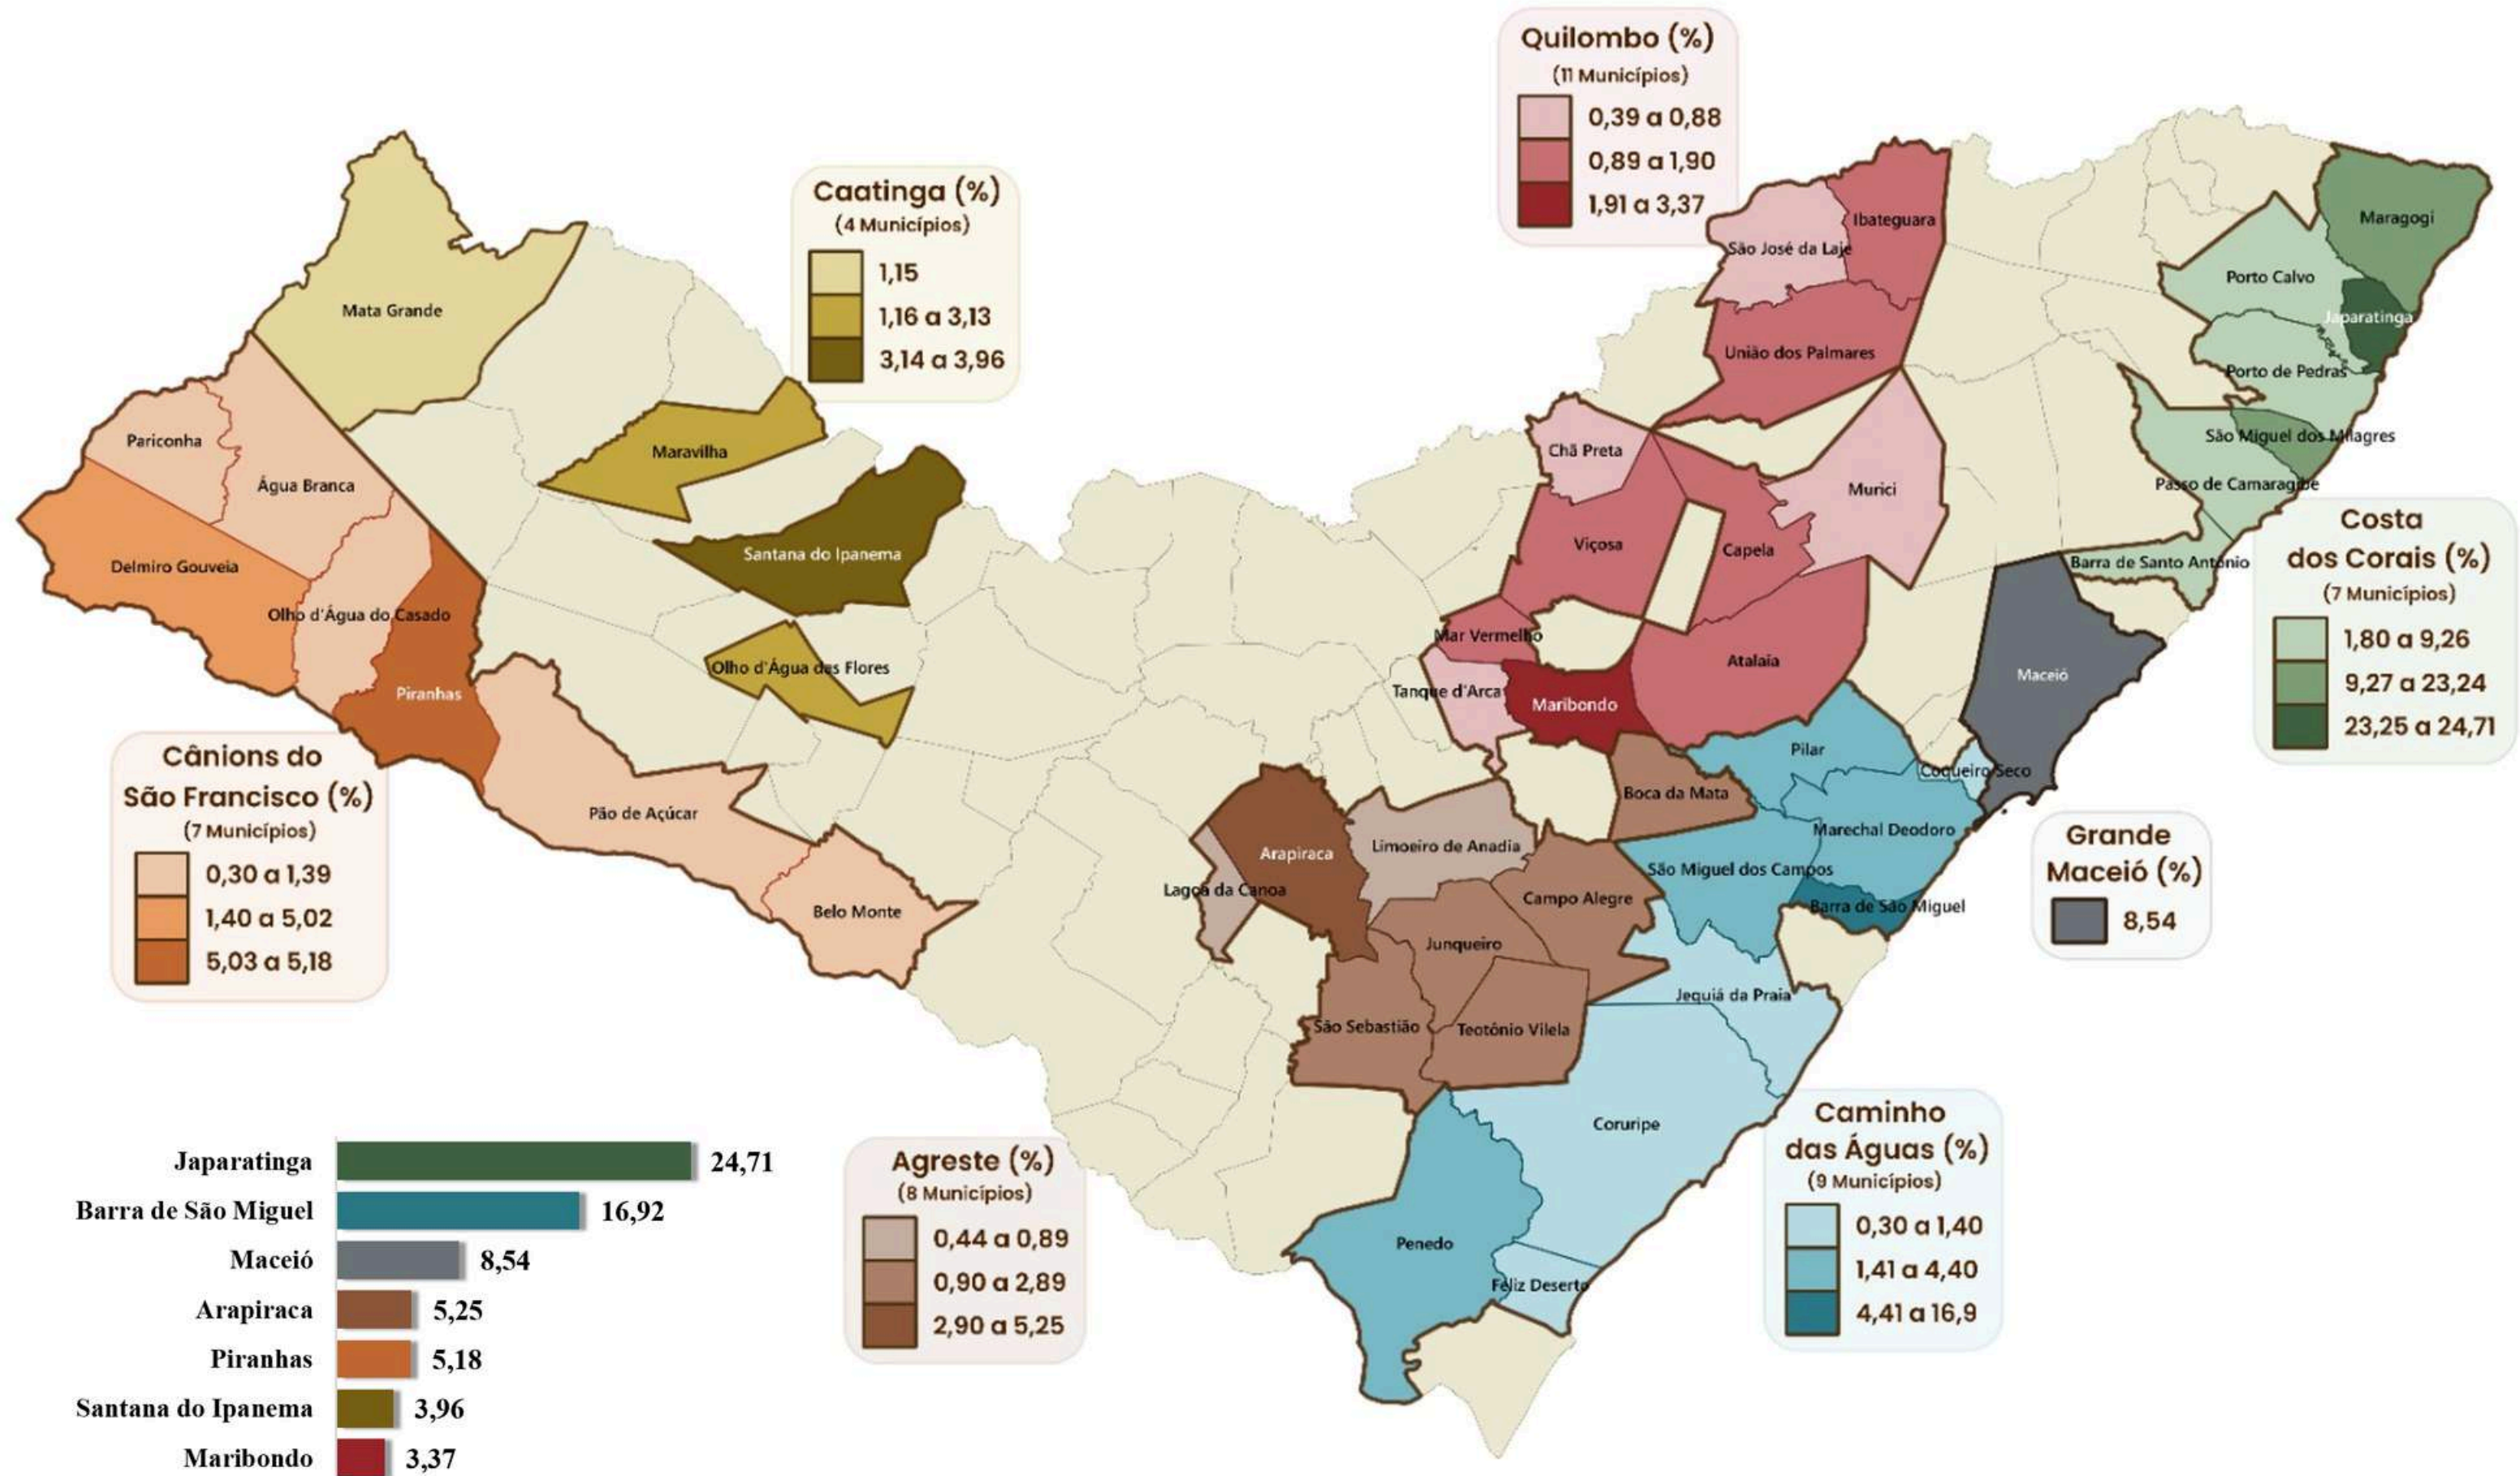 Quilombo (%)
(11 Municípios)
0,39 a 0,88
0,89 a 1,90
1,91 a 3,37
Caatinga (%)
(4 Municípios)
1,15
1,16 a 3,13
3,14 a 3,96
Costa
dos Corais (%)
(7 Municípios)
1,80 a 9,26
9,27 a 23,24
23,25 a 24,71
Cânions do
São Francisco (%)
(7 Municípios)
0,30 a 1,39
1,40 a 5,02
5,03 a 5,18
Grande
Maceió (%)
8,54
Agreste (%)
(8 Municípios)
0,44 a 0,89
0,90 a 2,89
2,90 a 5,25
Caminho
das Águas (%)
(9 Municípios)
0,30 a 1,40
1,41 a 4,40
4,41 a 16,9
Mata Grande
Pariconha
Água Branca
Delmiro Gouveia
Olho d'Água do Casado
Piranhas
Pão de Açúcar
Belo Monte
Maravilha
Santana do Ipanema
Olho d'Água das Flores
São José da Laje
Ibateguara
União dos Palmares
Chã Preta
Murici
Viçosa
Capela
Mar Vermelho
Atalaia
Tanque d'Arca
Maribondo
Maragogi
Porto Calvo
Japaratinga
Porto de Pedras
São Miguel dos Milagres
Passo de Camaragibe
Barra de Santo Antônio
Maceió
Pilar
Coqueiro Seco
Marechal Deodoro
São Miguel dos Campos
Barra de São Miguel
Jequiá da Praia
Coruripe
Penedo
Feliz Deserto
Boca da Mata
Arapiraca
Limoeiro de Anadia
Lagoa da Canoa
Campo Alegre
Junqueiro
São Sebastião
Teotônio Vilela
Japaratinga 24,71
Barra de São Miguel 16,92
Maceió 8,54
Arapiraca 5,25
Piranhas 5,18
Santana do Ipanema 3,96
Maribondo 3,37